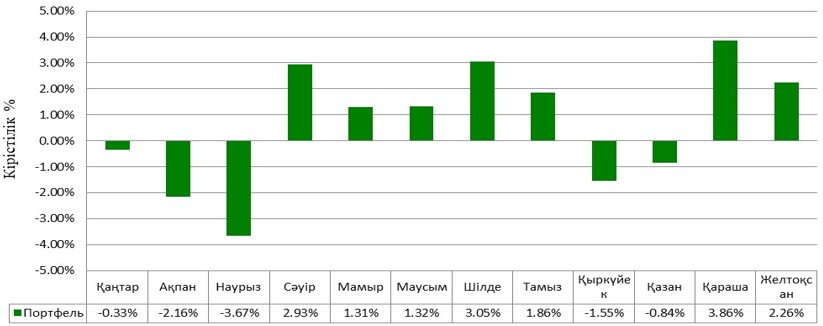 5.00%
4.00%
3.00%
2.00%
1.00%
0.00%
-1.00%
-2.00%
-3.00%
-4.00%
-5.00%
Кірістілік %
Қаңтар Ақпан Наурыз Сәуір Мамыр Маусым Шілде Тамыз Қыркүйе Қазан Қараша Желтоқс
к ан
Портфель -0.33% -2.16% -3.67% 2.93% 1.31% 1.32% 3.05% 1.86% -1.55% -0.84% 3.86% 2.26%